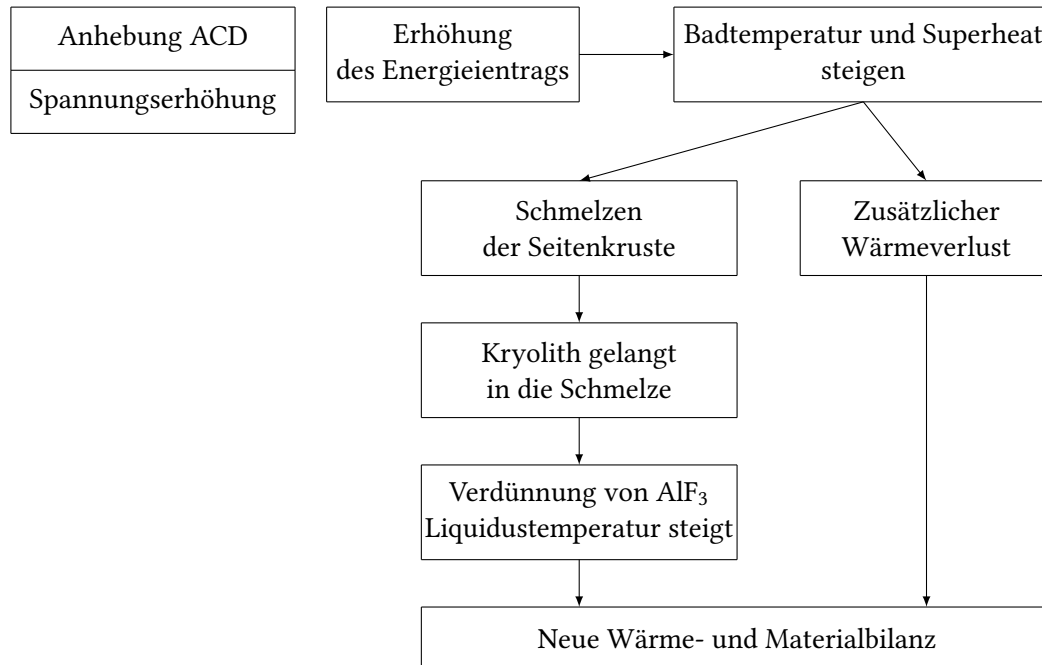 Anhebung ACD
Spannungserhöhung
Erhöhung
des Energieientrags
Badtemperatur und Superheat
steigen
Schmelzen
der Seitenkruste
Zusätzlicher
Wärmeverlust
Kryolith gelangt
in die Schmelze
Verdünnung von AlF₃
Liquidustemperatur steigt
Neue Wärme- und Materialbilanz